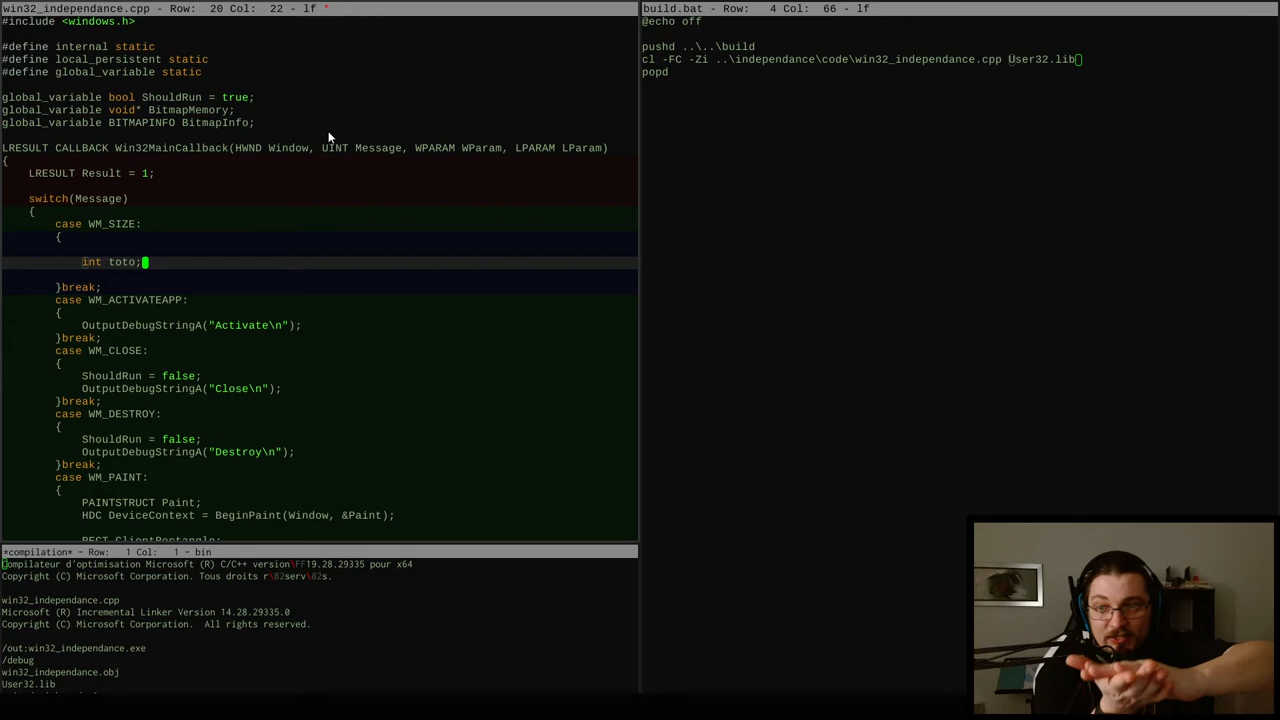 win32_independance.cpp - Row:  20 Col:  22 - lf *
#include <windows.h>
#define internal static
#define local_persistent static
#define global_variable static
global_variable bool ShouldRun = true;
global_variable void* BitmapMemory;
global_variable BITMAPINFO BitmapInfo;
LRESULT CALLBACK Win32MainCallback(HWND Window, UINT Message, WPARAM WParam, LPARAM LParam)
{
LRESULT Result = 1;
switch(Message)
{
case WM_SIZE:
{
int toto;
}break;
case WM_ACTIVATEAPP:
{
OutputDebugStringA("Activate\n");
}break;
case WM_CLOSE:
{
ShouldRun = false;
OutputDebugStringA("Close\n");
}break;
case WM_DESTROY:
{
ShouldRun = false;
OutputDebugStringA("Destroy\n");
}break;
case WM_PAINT:
{
PAINTSTRUCT Paint;
HDC DeviceContext = BeginPaint(Window, &Paint);
RECT ClientRectangle;
*compilation* - Row:   1 Col:   1 - bin
Compilateur d'optimisation Microsoft (R) C/C++ version\FF19.28.29335 pour x64
Copyright (C) Microsoft Corporation. Tous droits r\82serv\82s.
win32_independance.cpp
Microsoft (R) Incremental Linker Version 14.28.29335.0
Copyright (C) Microsoft Corporation.  All rights reserved.
/out:win32_independance.exe
/debug
win32_independance.obj
User32.lib
build.bat - Row:   4 Col:  66 - lf
@echo off
pushd ..\..\build
cl -FC -Zi ..\independance\code\win32_independance.cpp User32.lib
popd